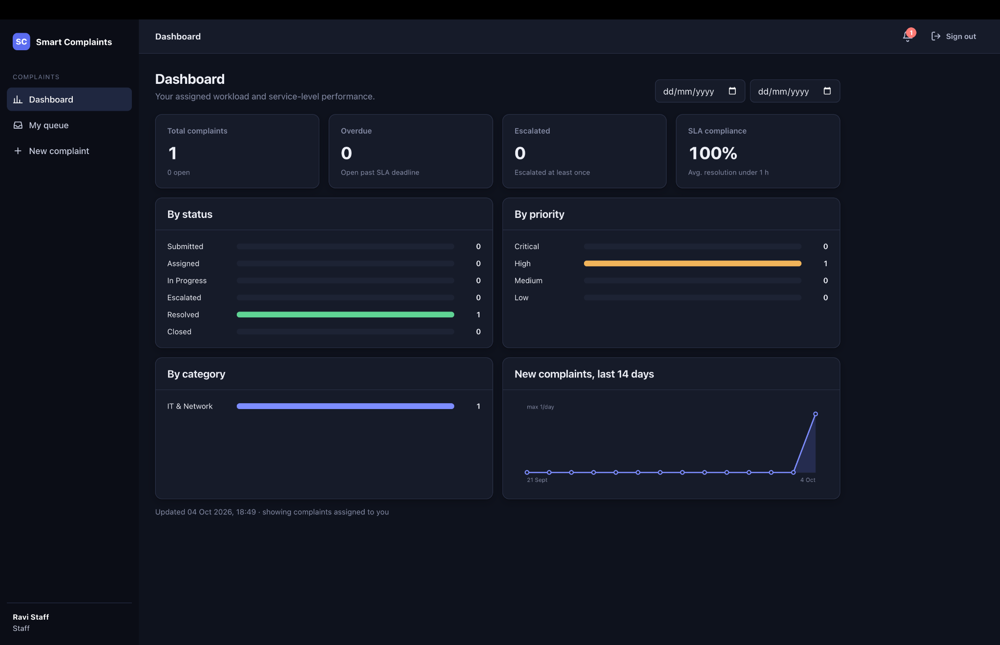 SC Smart Complaints
COMPLAINTS
Dashboard
My queue
New complaint
Ravi Staff
Staff
Dashboard
1
Sign out
Dashboard
Your assigned workload and service-level performance.
dd/mm/yyyy
dd/mm/yyyy
Total complaints
1
0 open
Overdue
0
Open past SLA deadline
Escalated
0
Escalated at least once
SLA compliance
100%
Avg. resolution under 1 h
By status
Submitted 0
Assigned 0
In Progress 0
Escalated 0
Resolved 1
Closed 0
By priority
Critical 0
High 1
Medium 0
Low 0
By category
IT & Network 1
New complaints, last 14 days
max 1/day
21 Sept 4 Oct
Updated 04 Oct 2026, 18:49 · showing complaints assigned to you